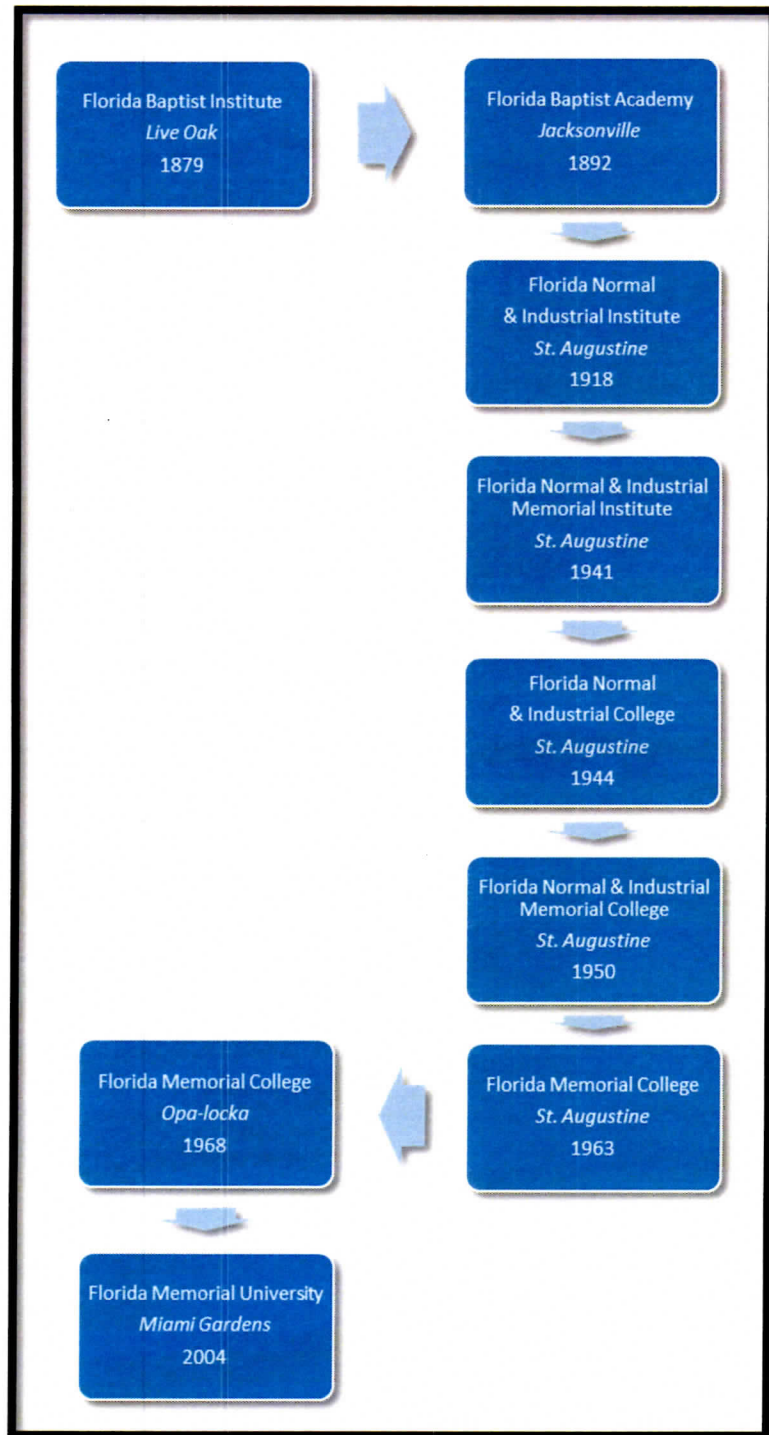 Florida Baptist Institute
Live Oak
1879
Florida Baptist Academy
Jacksonville
1892
Florida Normal
& Industrial Institute
St. Augustine
1918
Florida Normal & Industrial
Memorial Institute
St. Augustine
1941
Florida Normal
& Industrial College
St. Augustine
1944
Florida Normal & Industrial
Memorial College
St. Augustine
1950
Florida Memorial College
St. Augustine
1963
Florida Memorial College
Opa-locka
1968
Florida Memorial University
Miami Gardens
2004